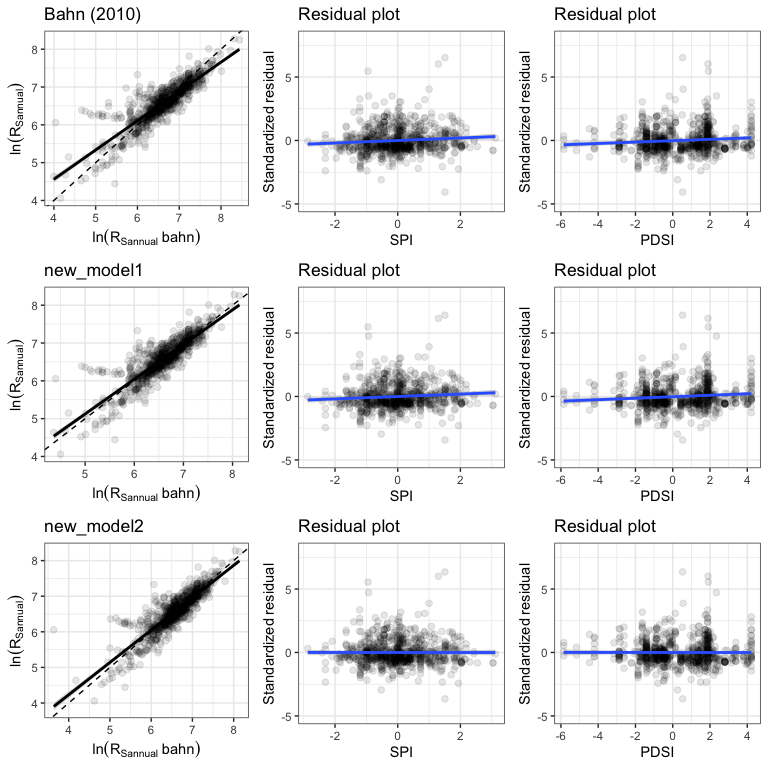 Bahn (2010) Residual plot Residual plot
ln(RSannual)
8
7
6
5
4
4 5 6 7 8
ln(RSannual bahn)
Standardized residual
5
0
-5
-2 0 2
SPI
Standardized residual
5
0
-5
-6 -4 -2 0 2 4
PDSI
new_model1 Residual plot Residual plot
ln(RSannual)
8
7
6
5
4
5 6 7 8
ln(RSannual bahn)
Standardized residual
5
0
-5
-2 0 2
SPI
Standardized residual
5
0
-5
-6 -4 -2 0 2 4
PDSI
new_model2 Residual plot Residual plot
ln(RSannual)
8
7
6
5
4
4 5 6 7 8
ln(RSannual bahn)
Standardized residual
5
0
-5
-2 0 2
SPI
Standardized residual
5
0
-5
-6 -4 -2 0 2 4
PDSI